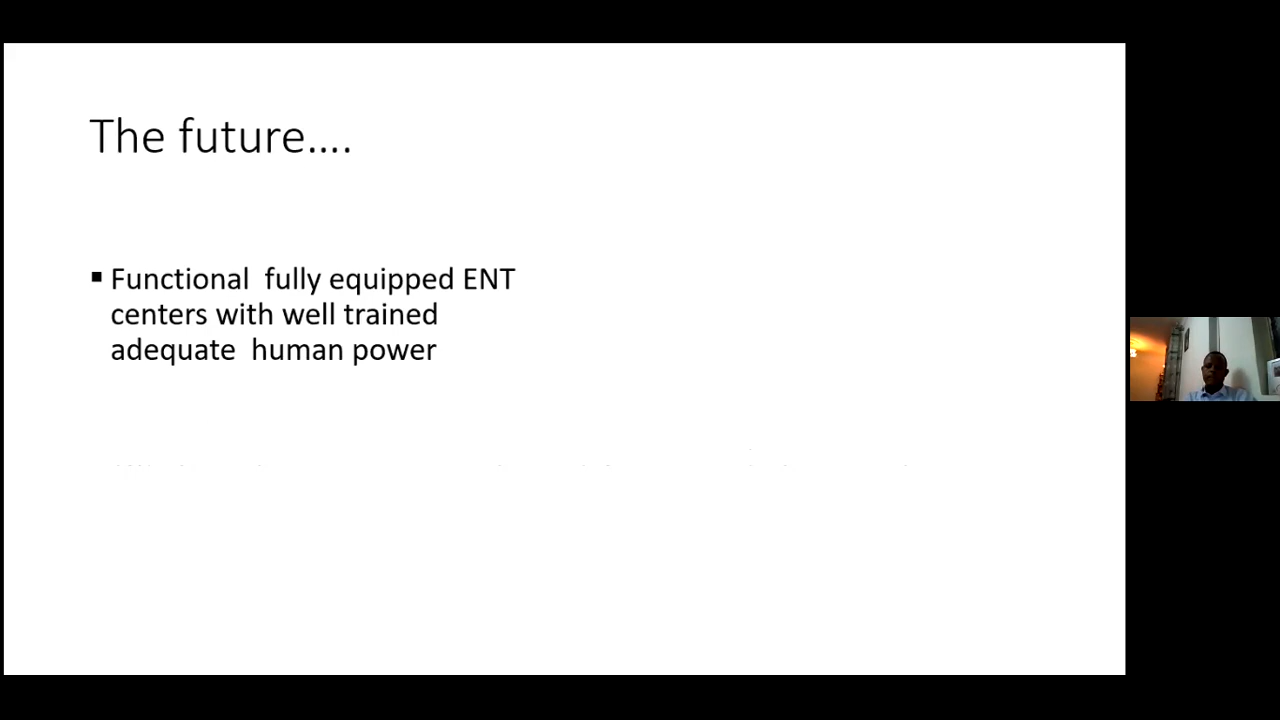 The future....
▪ Functional  fully equipped ENT
centers with well trained
adequate  human power